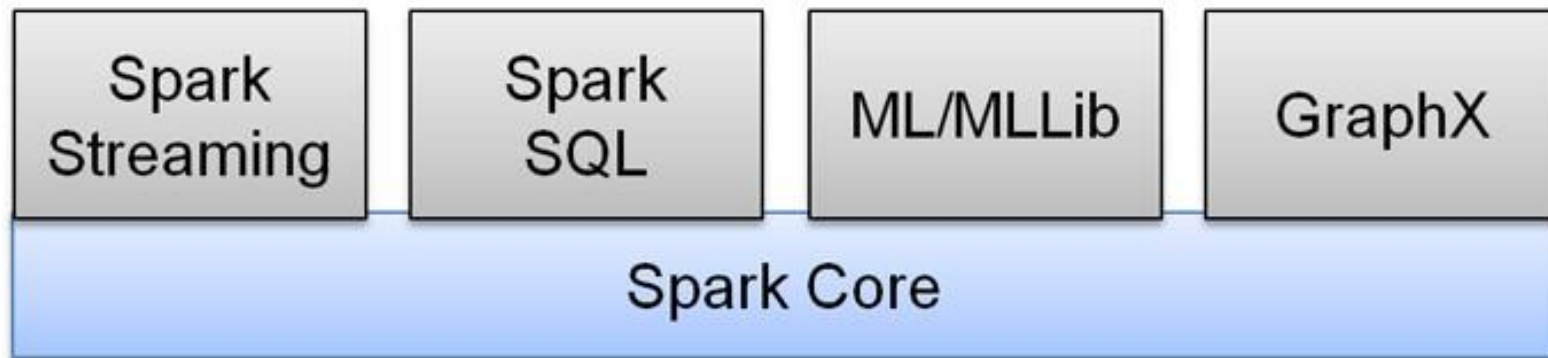 Spark
Streaming
Spark
SQL
ML/MLLib
GraphX
Spark Core